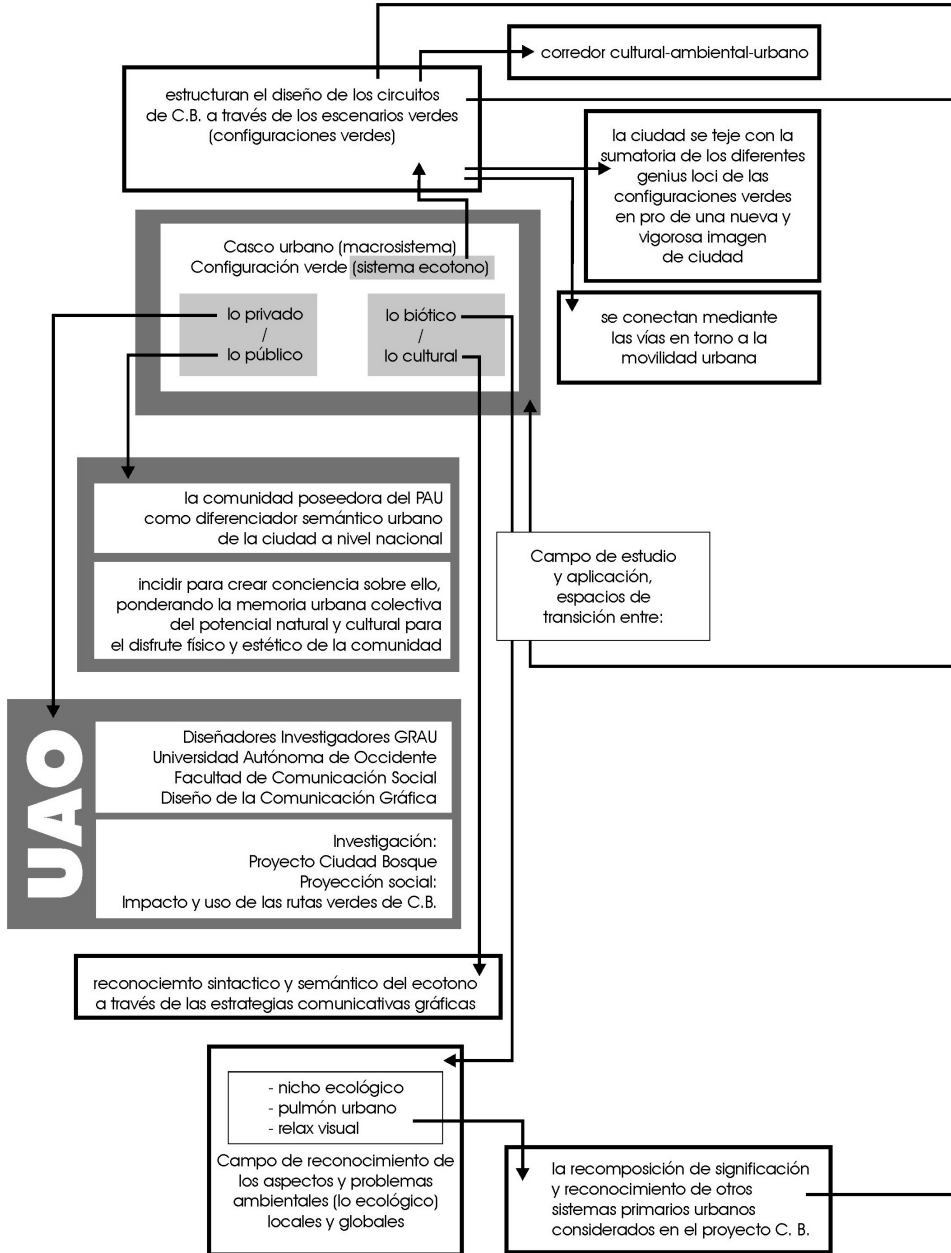 corredor cultural-ambiental-urbano
estructuran el diseño de los circuitos
de C.B. a través de los escenarios verdes
(configuraciones verdes)
la ciudad se teje con la
sumatoria de los diferentes
genius loci de las
configuraciones verdes
en pro de una nueva y
vigorosa imagen
de ciudad
Casco urbano (macrosistema)
Configuración verde (sistema ecotono)
lo privado
/
lo público
lo biótico
/
lo cultural
se conectan mediante
las vías en torno a la
movilidad urbana
la comunidad poseedora del PAU
como diferenciador semántico urbano
de la ciudad a nivel nacional
incidir para crear conciencia sobre ello,
ponderando la memoria urbana colectiva
del potencial natural y cultural para
el disfrute físico y estético de la comunidad
Campo de estudio
y aplicación,
espacios de
transición entre:
UAO
Diseñadores Investigadores GRAU
Universidad Autónoma de Occidente
Facultad de Comunicación Social
Diseño de la Comunicación Gráfica
Investigación:
Proyecto Ciudad Bosque
Proyección social:
Impacto y uso de las rutas verdes de C.B.
reconociemto sintactico y semántico del ecotono
a través de las estrategias comunicativas gráficas
- nicho ecológico
- pulmón urbano
- relax visual
Campo de reconocimiento de
los aspectos y problemas
ambientales (lo ecológico)
locales y globales
la recomposición de significación
y reconocimiento de otros
sistemas primarios urbanos
considerados en el proyecto C. B.